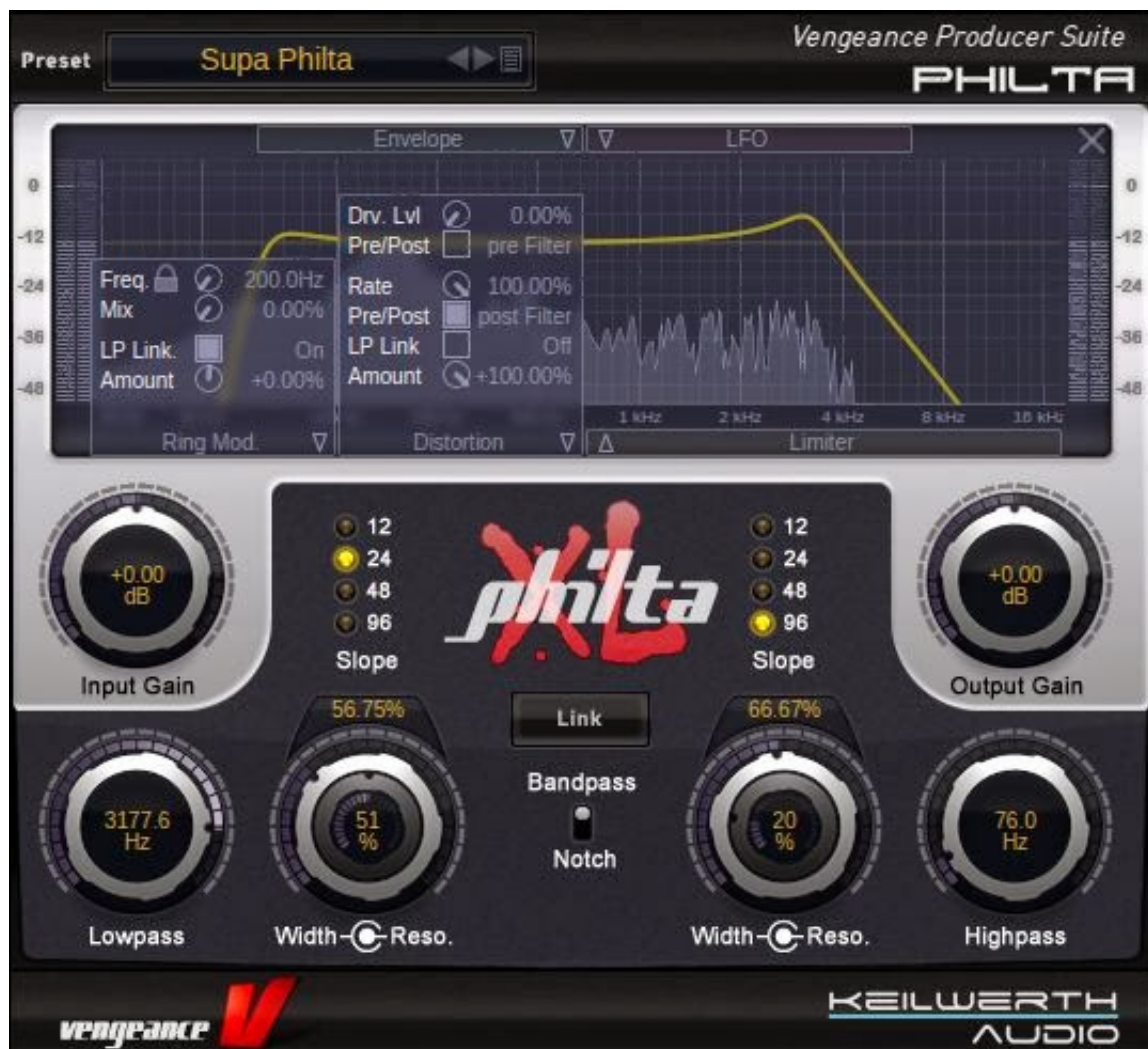 Vengeance Producer Suite
Preset Supa Philta PHILTA
Envelope LFO
0 0
-12 -12
-24 -24
-36 -36
-48 -48
Freq. 200.0Hz
Mix 0.00%
LP Link. On
Amount +0.00%
Ring Mod.
Drv. Lvl 0.00%
Pre/Post pre Filter
Rate 100.00%
Pre/Post post Filter
LP Link Off
Amount +100.00%
Distortion
1 kHz 2 kHz 4 kHz 8 kHz 16 kHz
Limiter
+0.00
dB
Input Gain
12
24
48
96
Slope
philta XL
12
24
48
96
Slope
+0.00
dB
Output Gain
3177.6
Hz
Lowpass
56.75%
51
%
Width Reso.
Link
Bandpass
Notch
66.67%
20
%
Width Reso.
76.0
Hz
Highpass
vengeance V
KEILWERTH
AUDIO